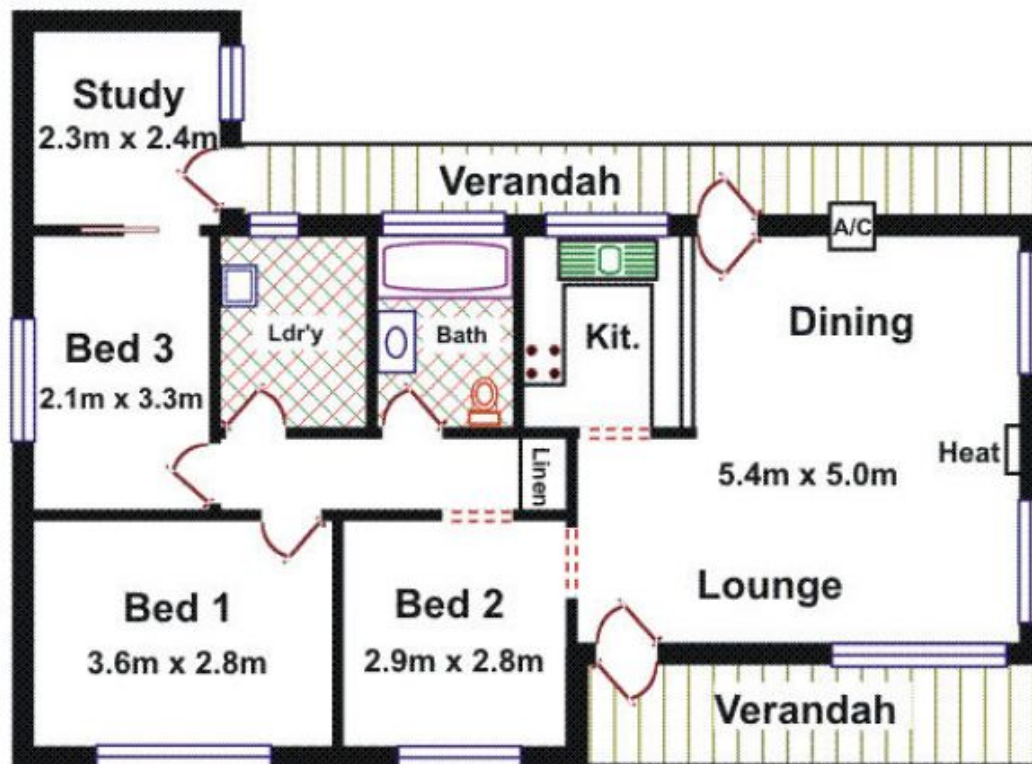 Study
2.3m x 2.4m
Verandah
A/C
Bed 3
2.1m x 3.3m
Ldr'y
Bath
Kit.
Dining
Linen
5.4m x 5.0m
Heat
Bed 1
3.6m x 2.8m
Bed 2
2.9m x 2.8m
Lounge
Verandah